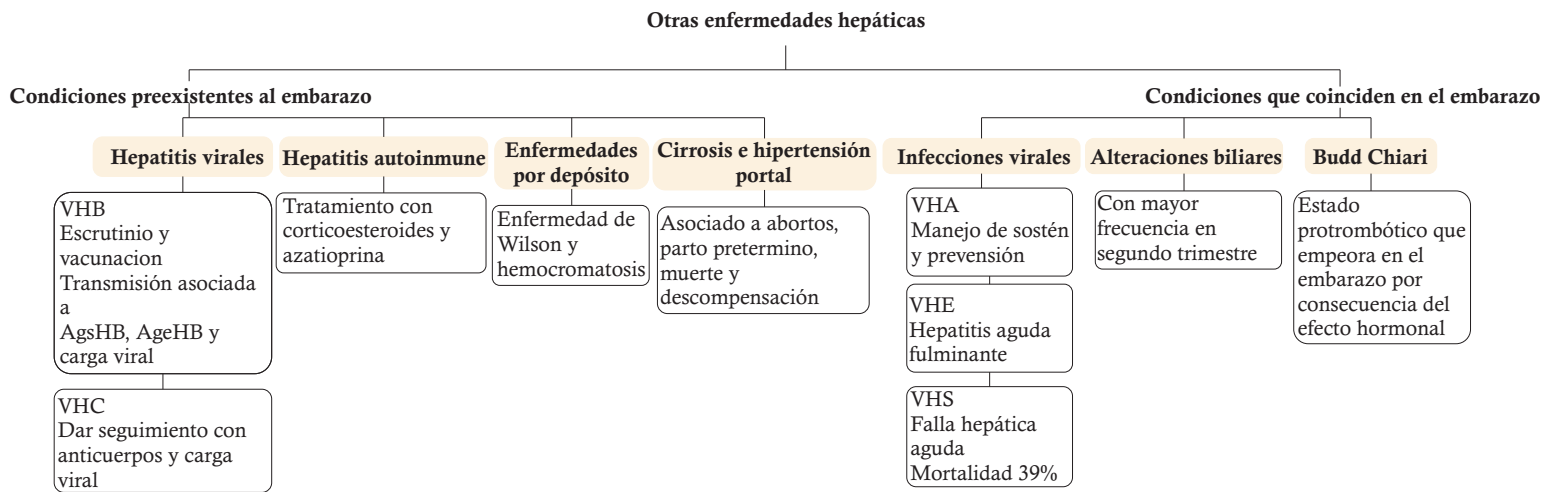 Otras enfermedades hepáticas
Condiciones preexistentes al embarazo
Condiciones que coinciden en el embarazo
Hepatitis virales
VHB
Escrutinio y
vacunacion
Transmisión asociada
a
AgsHB, AgeHB y
carga viral
VHC
Dar seguimiento con
anticuerpos y carga
viral
Hepatitis autoinmune
Tratamiento con
corticoesteroides y
azatioprina
Enfermedades
por depósito
Enfermedad de
Wilson y
hemocromatosis
Cirrosis e hipertensión
portal
Asociado a abortos,
parto pretermino,
muerte y
descompensación
Infecciones virales
VHA
Manejo de sostén
y prevención
VHE
Hepatitis aguda
fulminante
VHS
Falla hepática
aguda
Mortalidad 39%
Alteraciones biliares
Con mayor
frecuencia en
segundo trimestre
Budd Chiari
Estado
protrombótico que
empeora en el
embarazo por
consecuencia del
efecto hormonal